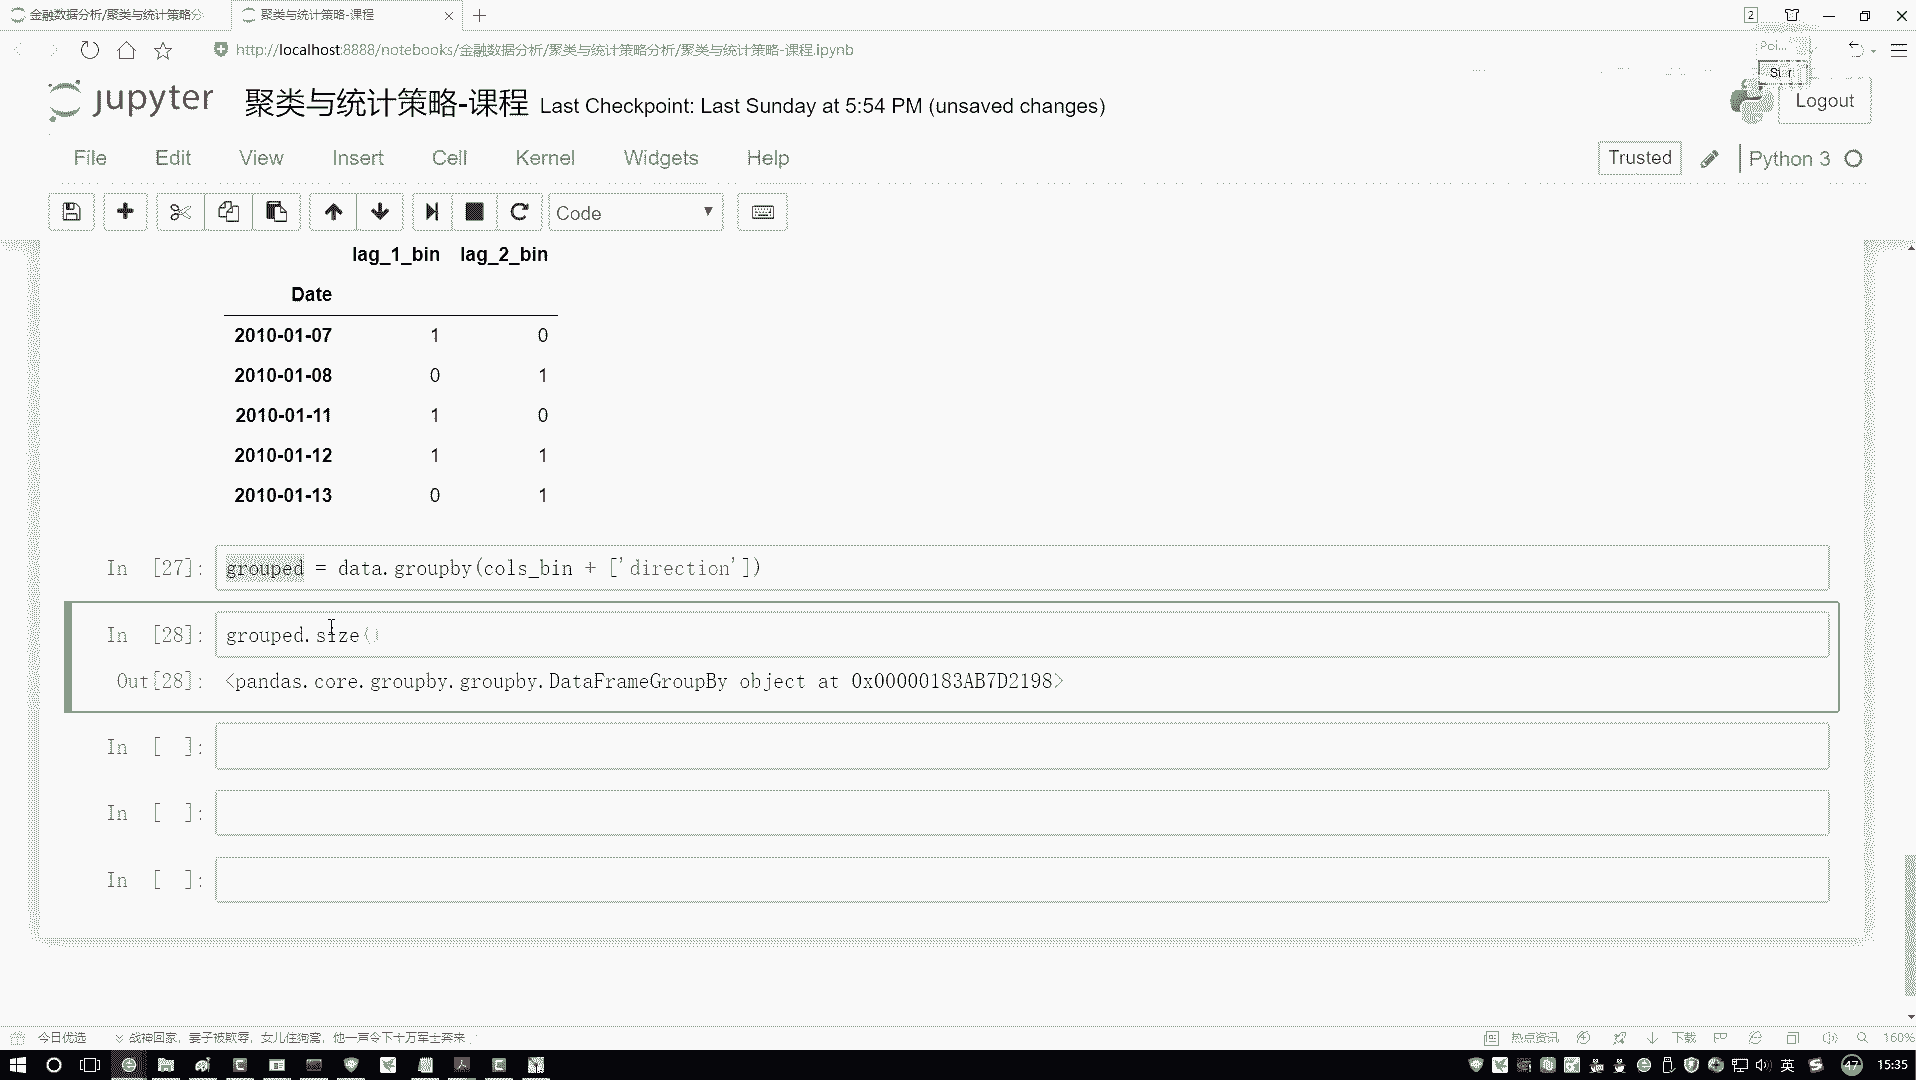 金融数据分析/聚类与统计策略分
聚类与统计策略-课程
2
http://localhost:8888/notebooks/金融数据分析/聚类与统计策略分析/聚类与统计策略-课程.ipynb
jupyter 聚类与统计策略-课程 Last Checkpoint: Last Sunday at 5:54 PM (unsaved changes)
Logout
File Edit View Insert Cell Kernel Widgets Help
Trusted Python 3
Code
lag_1_bin lag_2_bin
Date
2010-01-07 1 0
2010-01-08 0 1
2010-01-11 1 0
2010-01-12 1 1
2010-01-13 0 1
In [27]: grouped = data.groupby(cols_bin + ['direction'])
In [28]: grouped.size()
Out[28]: <pandas.core.groupby.groupby.DataFrameGroupBy object at 0x00000183AB7D2198>
In [ ]:
In [ ]:
In [ ]:
今日优选 战神回家,妻子被欺辱,女儿住狗窝,他一声令下十万军士奔来
热点资讯 下载 160%
英 47 15:35